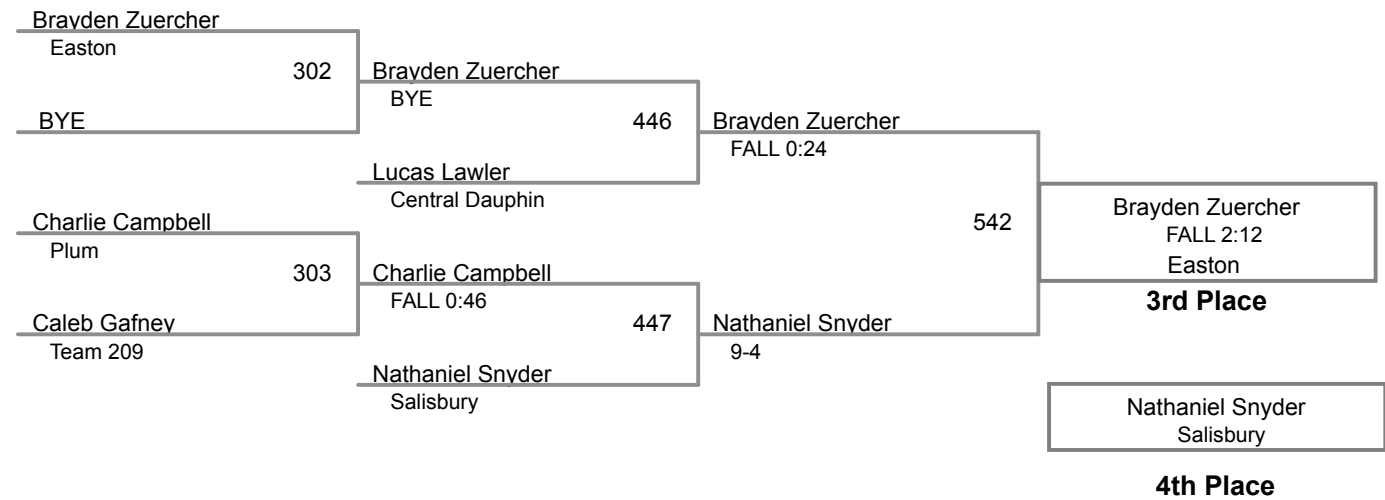 Brayden Zuercher
Easton
302
BYE
Charlie Campbell
Plum
303
Caleb Gafney
Team 209
Brayden Zuercher
BYE
446
Lucas Lawler
Central Dauphin
Charlie Campbell
FALL 0:46
447
Nathaniel Snyder
Salisbury
Brayden Zuercher
FALL 0:24
542
Nathaniel Snyder
9-4
Brayden Zuercher
FALL 2:12
Easton
3rd Place
Nathaniel Snyder
Salisbury
4th Place